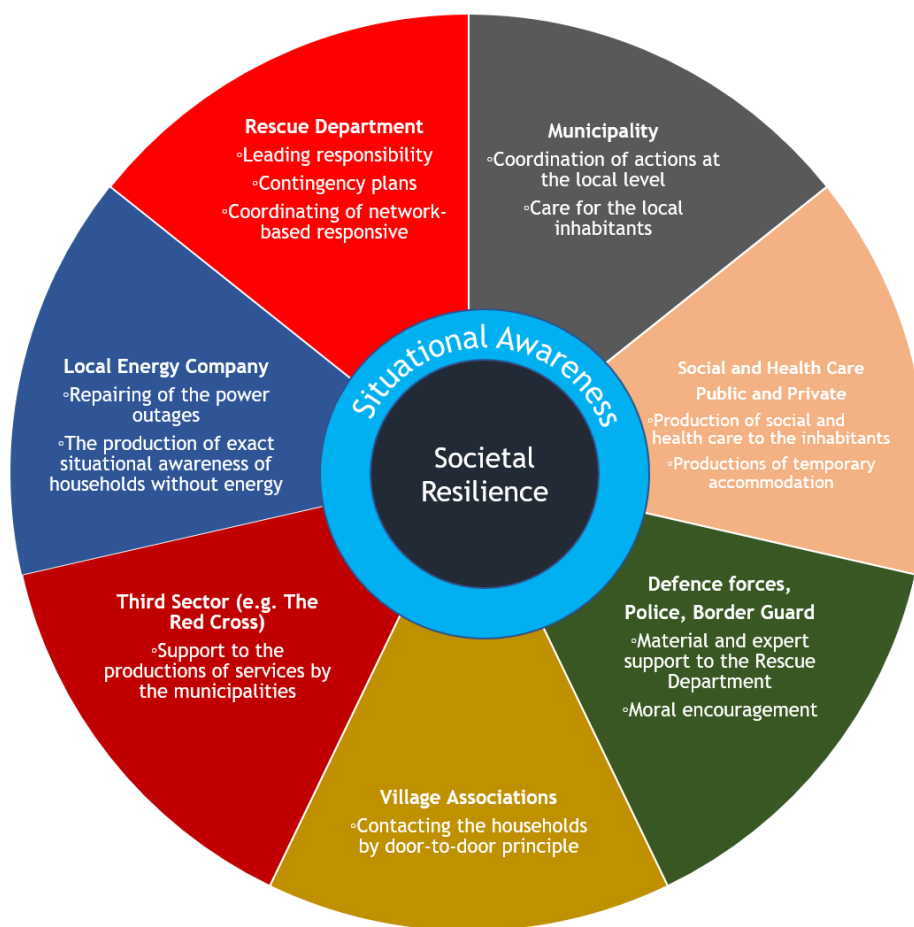 Rescue Department
◦Leading responsibility
◦Contingency plans
◦Coordinating of network-
based responsive
Municipality
◦Coordination of actions at
the local level
◦Care for the local
inhabitants
Social and Health Care
Public and Private
◦Production of social and
health care to the inhabitants
◦Productions of temporary
accommodation
Defence forces,
Police, Border Guard
◦Material and expert
support to the Rescue
Department
◦Moral encouragement
Village Associations
◦Contacting the households
by door-to-door principle
Third Sector (e.g. The
Red Cross)
◦Support to the
productions of services by
the municipalities
Local Energy Company
◦Repairing of the power
outages
◦The production of exact
situational awareness of
households without energy
Situational Awareness
Societal
Resilience